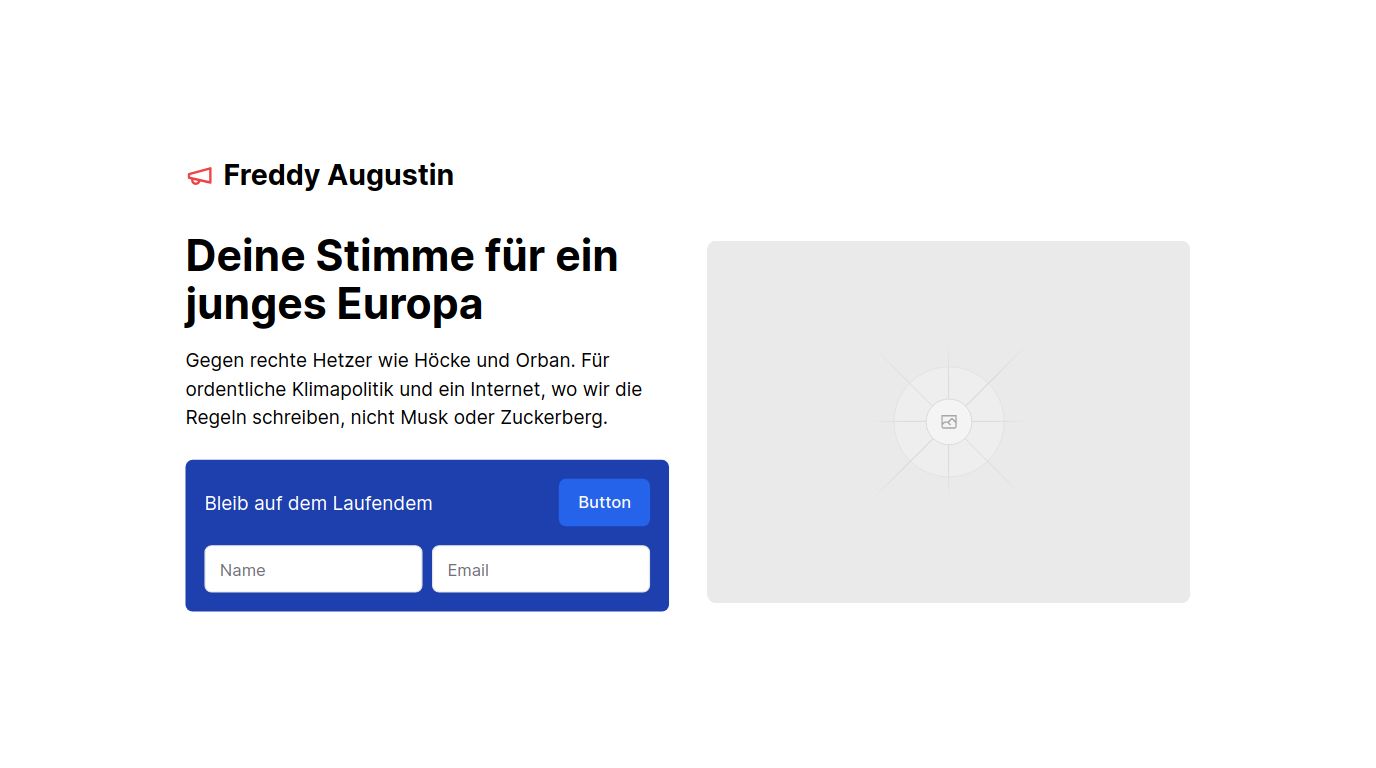 Freddy Augustin
Deine Stimme für ein
junges Europa
Gegen rechte Hetzer wie Höcke und Orban. Für
ordentliche Klimapolitik und ein Internet, wo wir die
Regeln schreiben, nicht Musk oder Zuckerberg.
Bleib auf dem Laufendem
Button
Name
Email